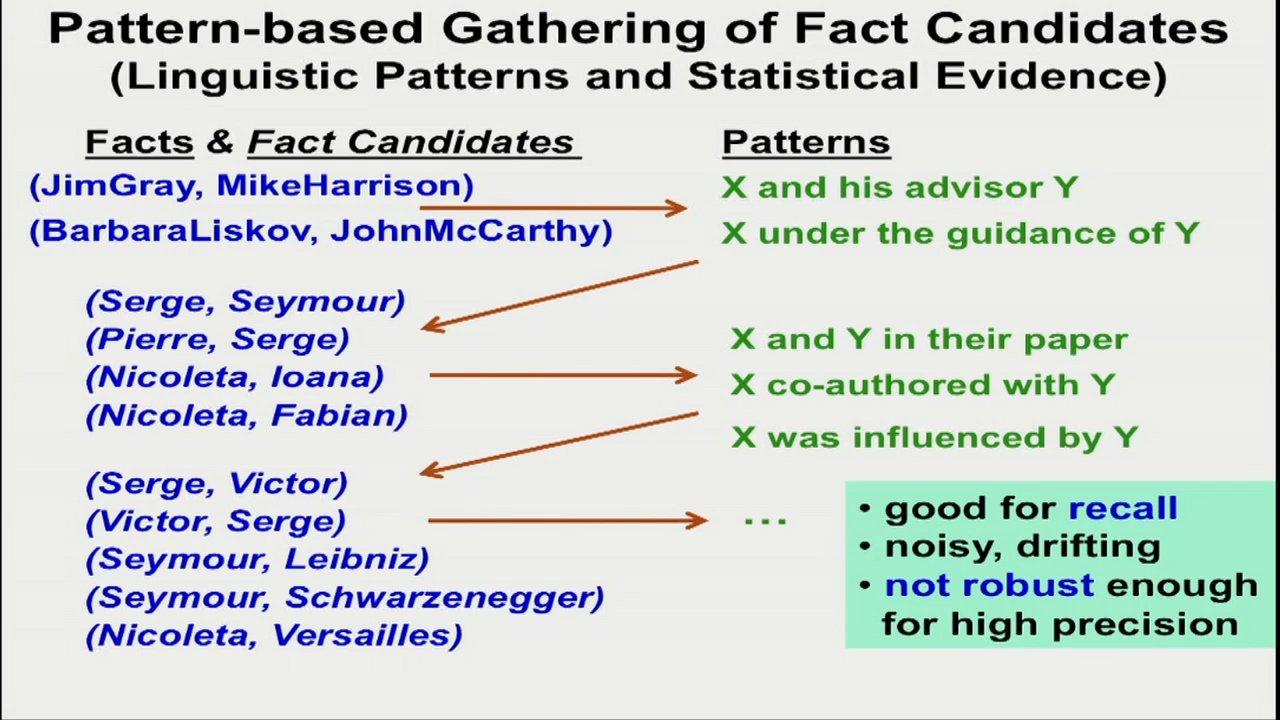 Pattern-based Gathering of Fact Candidates
(Linguistic Patterns and Statistical Evidence)
Facts & Fact Candidates
(JimGray, MikeHarrison)
(BarbaraLiskov, JohnMcCarthy)
(Serge, Seymour)
(Pierre, Serge)
(Nicoleta, Ioana)
(Nicoleta, Fabian)
(Serge, Victor)
(Victor, Serge)
(Seymour, Leibniz)
(Seymour, Schwarzenegger)
(Nicoleta, Versailles)
Patterns
X and his advisor Y
X under the guidance of Y
X and Y in their paper
X co-authored with Y
X was influenced by Y
...
• good for recall
• noisy, drifting
• not robust enough
for high precision